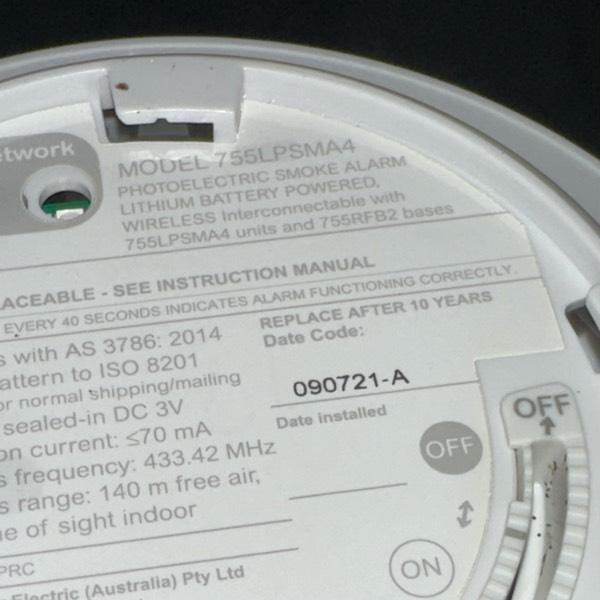 etwork
MODEL 755LPSMA4
PHOTOELECTRIC SMOKE ALARM
LITHIUM BATTERY POWERED,
WIRELESS Interconnectable with
755LPSMA4 units and 755RFB2 bases
ACEABLE - SEE INSTRUCTION MANUAL
EVERY 40 SECONDS INDICATES ALARM FUNCTIONING CORRECTLY.
s with AS 3786: 2014
attern to ISO 8201
or normal shipping/mailing
sealed-in DC 3V
on current: ≤70 mA
s frequency: 433.42 MHz
s range: 140 m free air,
ne of sight indoor
REPLACE AFTER 10 YEARS
Date Code:
090721-A
Date installed
OFF
OFF
ON
PRC
Electric (Australia) Pty Ltd